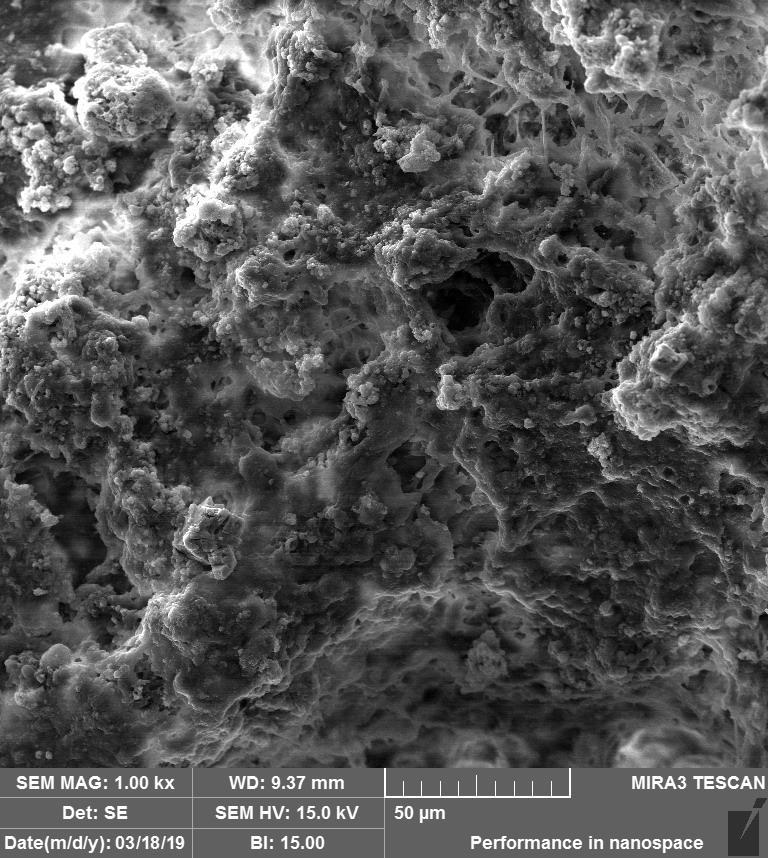 SEM MAG: 1.00 kx
WD: 9.37 mm
MIRA3 TESCAN
Det: SE
SEM HV: 15.0 kV
50 µm
Date(m/d/y): 03/18/19
BI: 15.00
Performance in nanospace